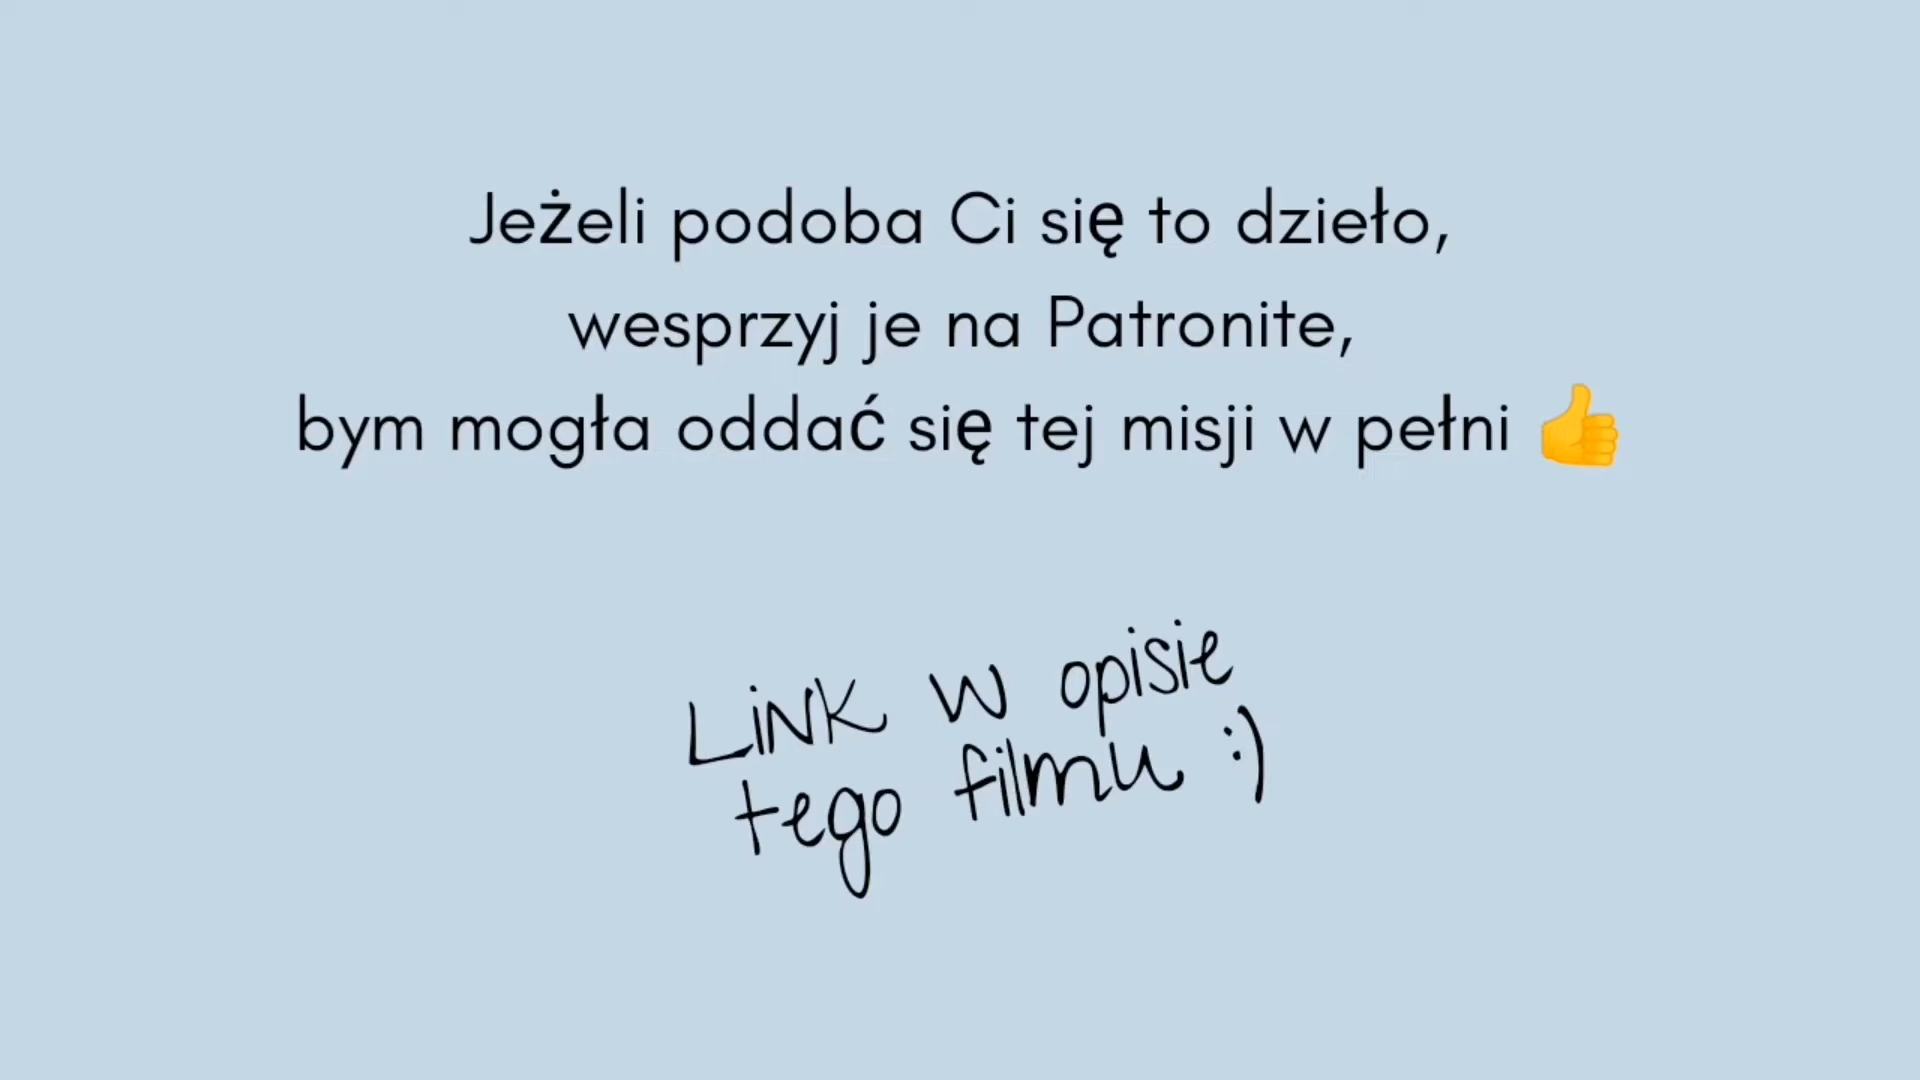 Jeżeli podoba Ci się to dzieło,
wesprzyj je na Patronite,
bym mogła oddać się tej misji w pełni 👍
Link w opisie
tego filmu :)